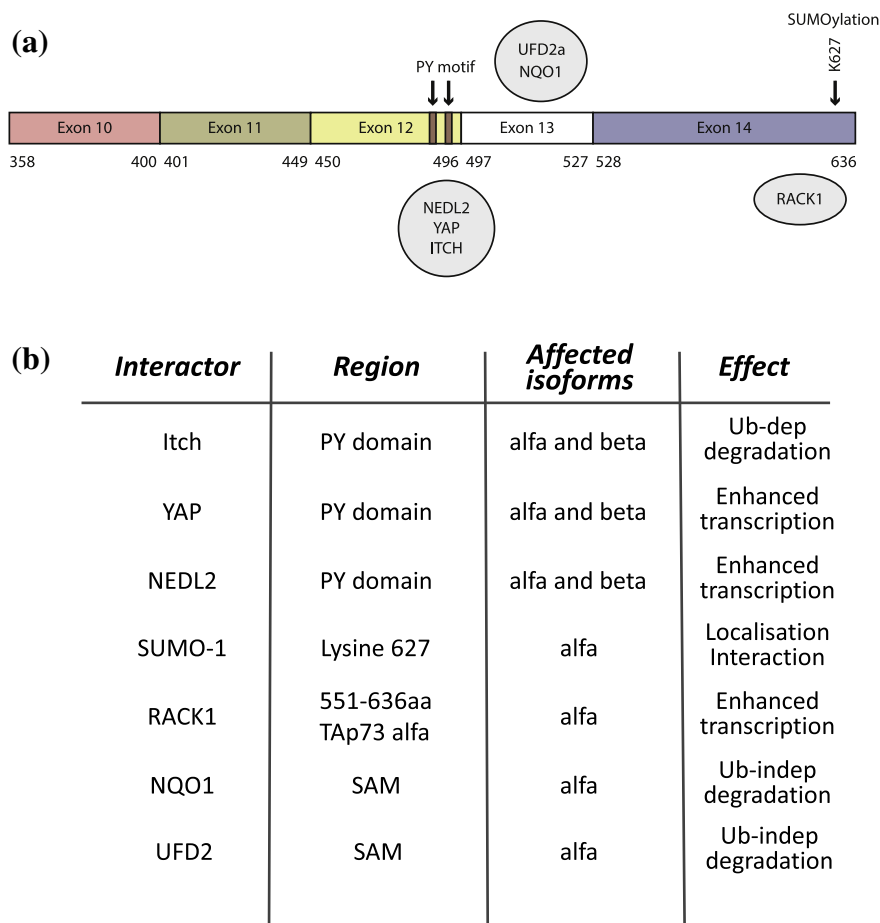 (a)
SUMOylation
K627
UFD2a
NQO1
PY motif
Exon 10 Exon 11 Exon 12 Exon 13 Exon 14
358 400 401 449 450 496 497 527 528 636
NEDL2
YAP
ITCH
RACK1
(b)
Interactor Region Affected isoforms Effect
Itch PY domain alfa and beta Ub-dep degradation
YAP PY domain alfa and beta Enhanced transcription
NEDL2 PY domain alfa and beta Enhanced transcription
SUMO-1 Lysine 627 alfa Localisation Interaction
RACK1 551-636aa TAp73 alfa alfa Enhanced transcription
NQO1 SAM alfa Ub-indep degradation
UFD2 SAM alfa Ub-indep degradation